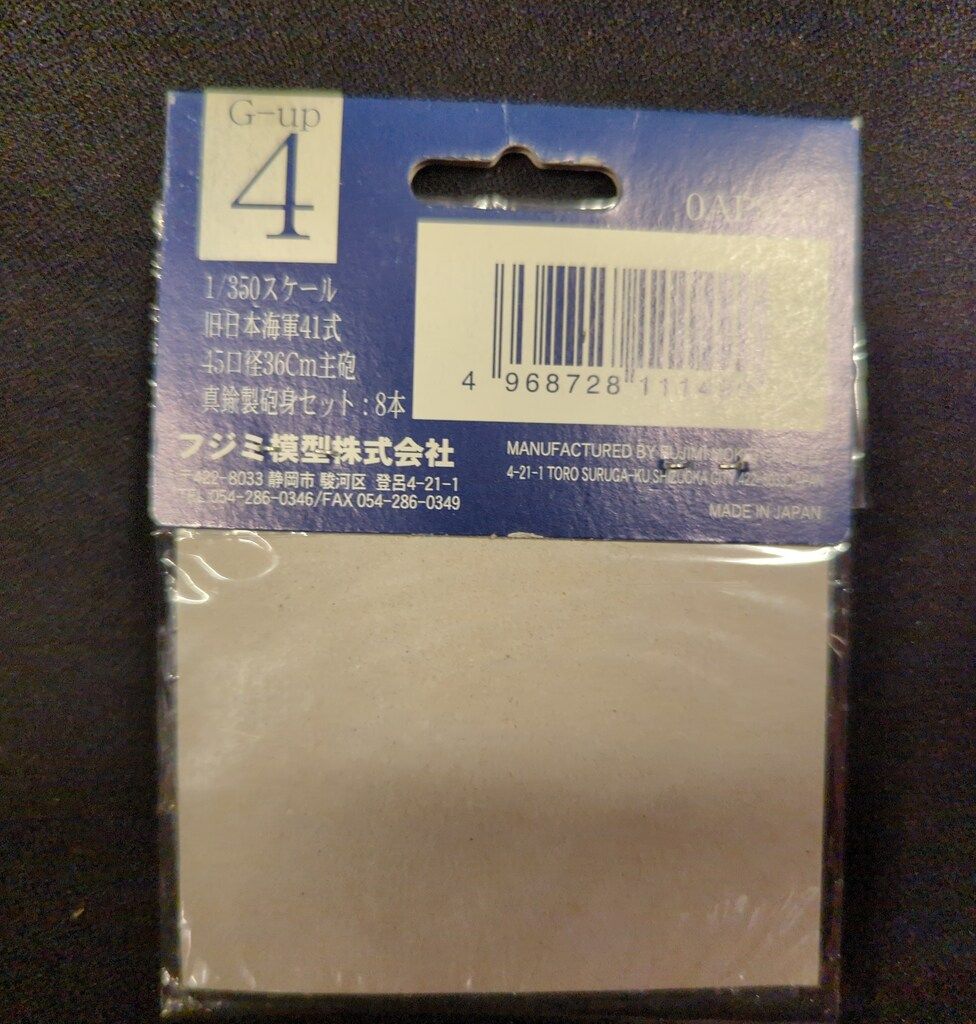 G-up
4
0AP
1/350スケール
旧日本海軍41式
45口径36Cm主砲
真鍮製砲身セット：8本
4 968728 1114
フジミ模型株式会社
〒422-8033 静岡市 駿河区 登呂4-21-1
TEL:054-286-0346/FAX 054-286-0349
MANUFACTURED BY FUJIMI
4-21-1 TORO SURUGA-KU SHIZUOKA CITY
MADE IN JAPAN